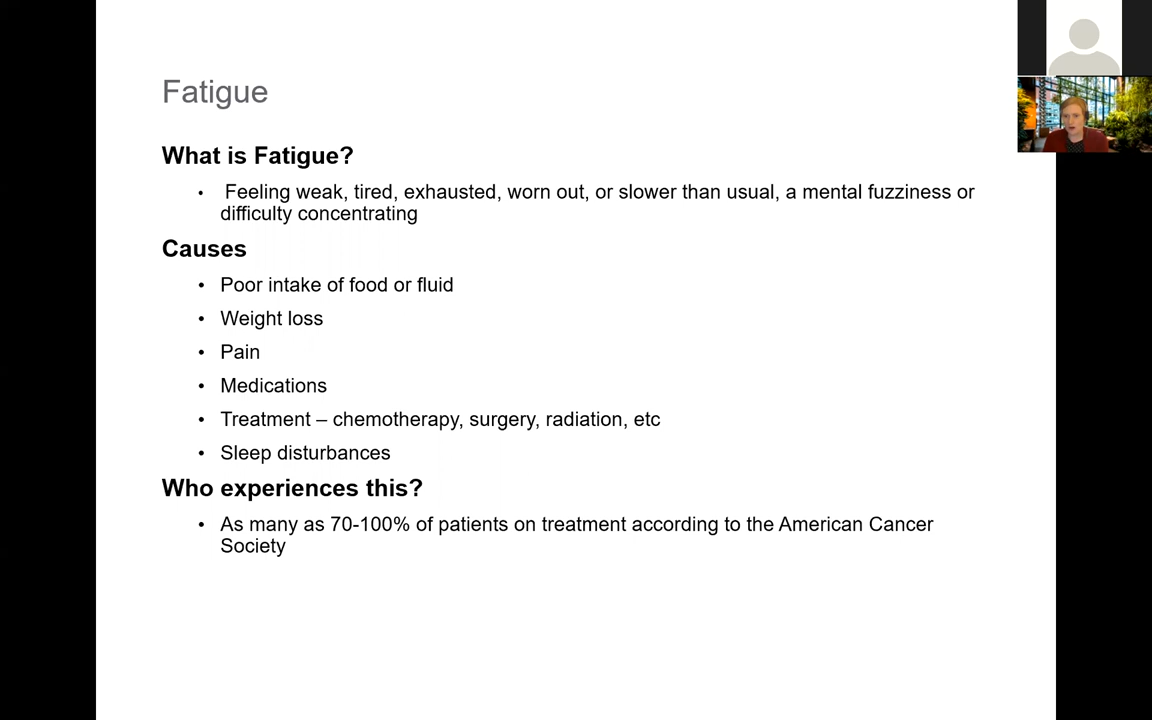 Fatigue
What is Fatigue?
• Feeling weak, tired, exhausted, worn out, or slower than usual, a mental fuzziness or
difficulty concentrating
Causes
• Poor intake of food or fluid
• Weight loss
• Pain
• Medications
• Treatment – chemotherapy, surgery, radiation, etc
• Sleep disturbances
Who experiences this?
• As many as 70-100% of patients on treatment according to the American Cancer
Society